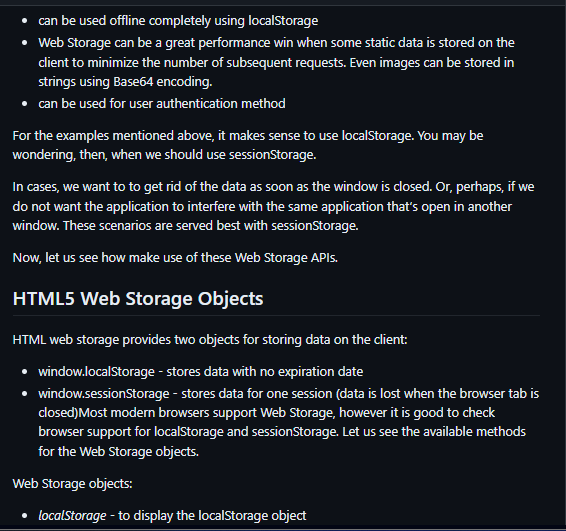 can be used offline completely using localStorage
Web Storage can be a great performance win when some static data is stored on the
client to minimize the number of subsequent requests. Even images can be stored in
strings using Base64 encoding.
can be used for user authentication method
For the examples mentioned above, it makes sense to use localStorage. You may be
wondering, then, when we should use sessionStorage.
In cases, we want to to get rid of the data as soon as the window is closed. Or, perhaps, if we
do not want the application to interfere with the same application that's open in another
window. These scenarios are served best with sessionStorage.
Now, let us see how make use of these Web Storage APIs.
HTML5 Web Storage Objects
HTML web storage provides two objects for storing data on the client:
window.localStorage - stores data with no expiration date
window.sessionStorage - stores data for one session (data is lost when the browser tab is
closed)Most modern browsers support Web Storage, however it is good to check
browser support for localStorage and sessionStorage. Let us see the available methods
for the Web Storage objects.
Web Storage objects:
localStorage - to display the localStorage object